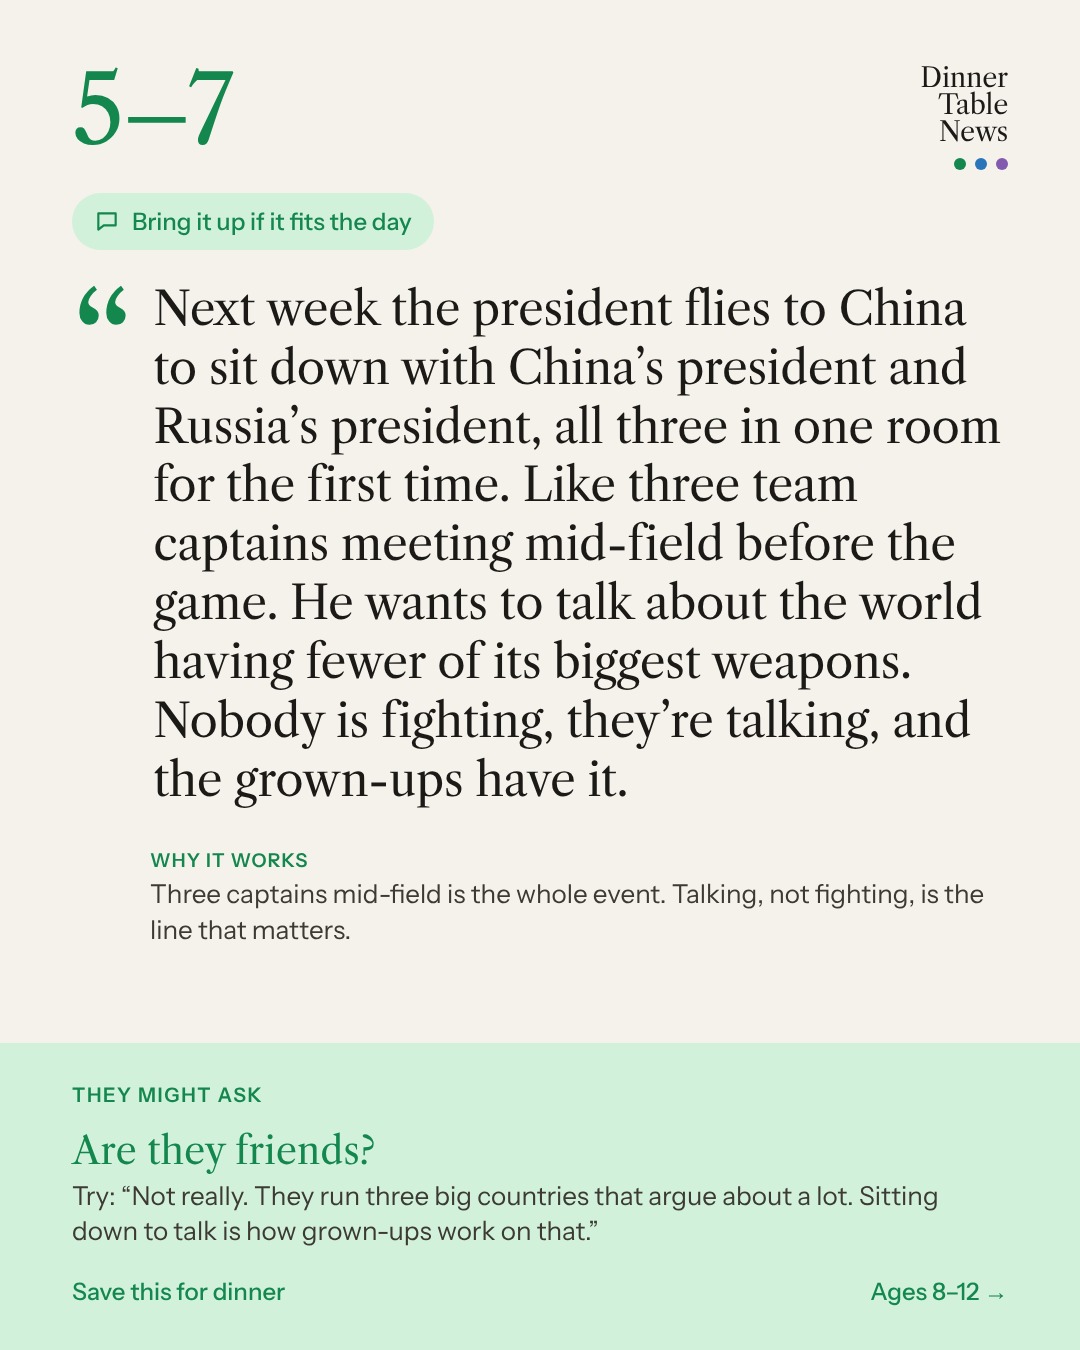 5–7
Dinner
Table
News
Bring it up if it fits the day
“Next week the president flies to China
to sit down with China’s president and
Russia’s president, all three in one room
for the first time. Like three team
captains meeting mid-field before the
game. He wants to talk about the world
having fewer of its biggest weapons.
Nobody is fighting, they’re talking, and
the grown-ups have it.
WHY IT WORKS
Three captains mid-field is the whole event. Talking, not fighting, is the
line that matters.
THEY MIGHT ASK
Are they friends?
Try: “Not really. They run three big countries that argue about a lot. Sitting
down to talk is how grown-ups work on that.”
Save this for dinner
Ages 8–12 →